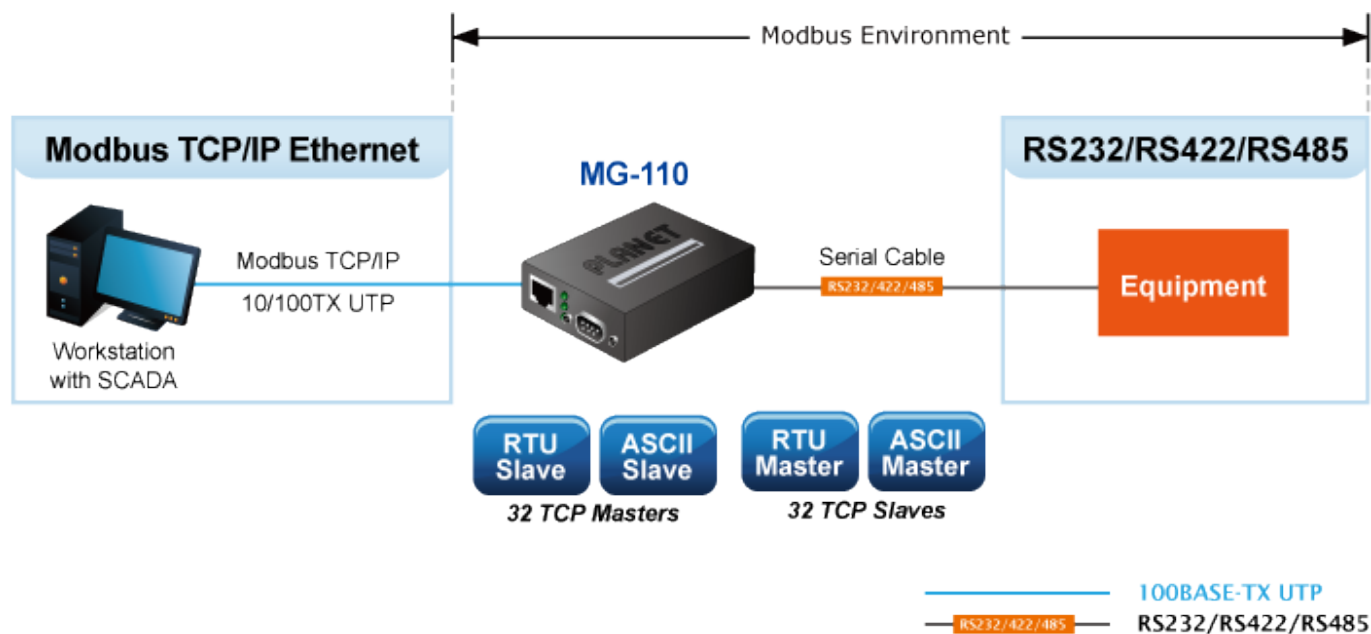 Modbus Environment
Modbus TCP/IP Ethernet
RS232/RS422/RS485
MG-110
PLANET
Modbus TCP/IP
10/100TX UTP
Serial Cable
RS232/422/485
Equipment
Workstation
with SCADA
RTU
Slave
ASCII
Slave
RTU
Master
ASCII
Master
32 TCP Masters
32 TCP Slaves
100BASE-TX UTP
RS232/422/485
RS232/RS422/RS485